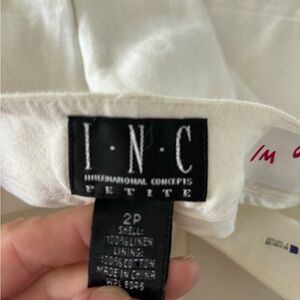 I·N·C
INTERNATIONAL CONCEPTS
PETITE
2P
SHELL:
100%LINEN
LINING:
100%COTTON
MADE IN CHINA